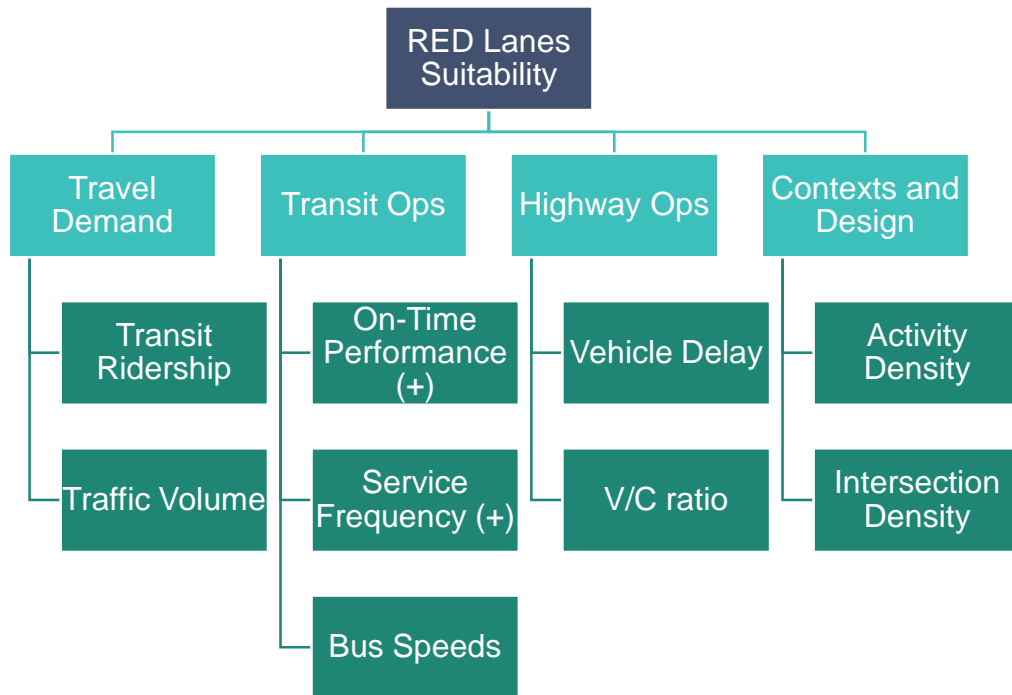 RED Lanes
Suitability
Travel
Demand
Transit Ops
Highway Ops
Contexts and
Design
Transit
Ridership
Traffic Volume
On-Time
Performance
(+)
Service
Frequency (+)
Bus Speeds
Vehicle Delay
V/C ratio
Activity
Density
Intersection
Density